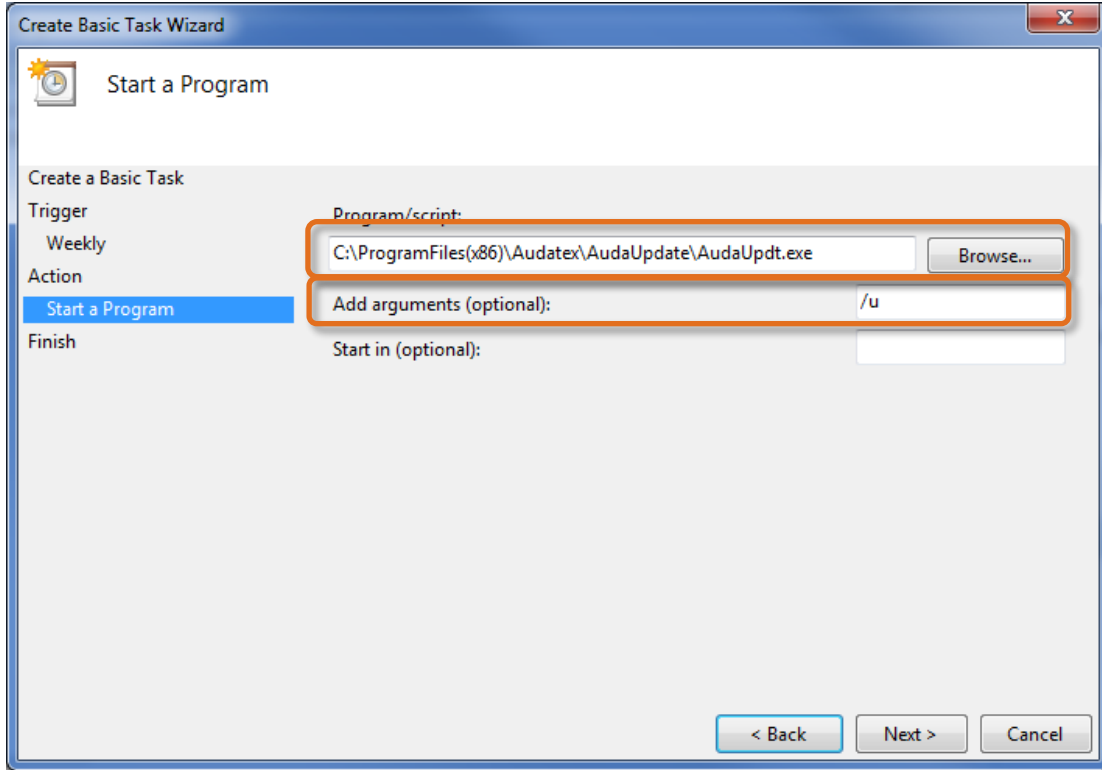 Create Basic Task Wizard
x
Start a Program
Create a Basic Task
Trigger
Weekly
Action
Start a Program
Finish
Program/script:
C:\ProgramFiles(x86)\Audatex\AudaUpdate\AudaUpdt.exe
Browse...
Add arguments (optional):
/u
Start in (optional):
< Back
Next >
Cancel